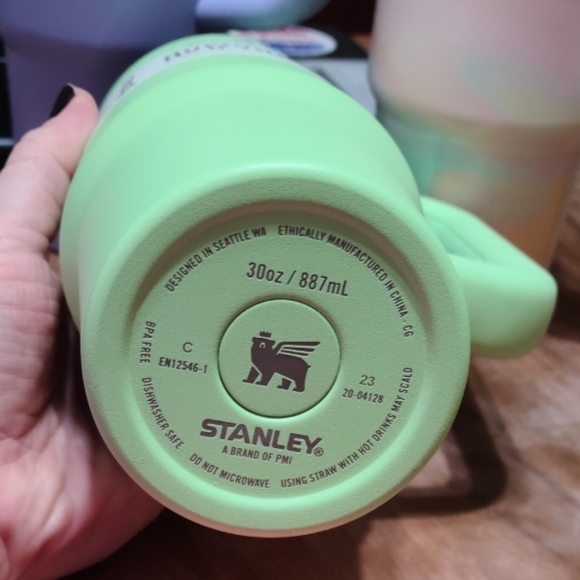 DESIGNED IN SEATTLE WA
ETHICALLY MANUFACTURED IN CHINA · CG
30oz / 887mL
C
EN12546-1
23
20-04128
STANLEY®
A BRAND OF PMI
BPA FREE
DISHWASHER SAFE
DO NOT MICROWAVE
USING STRAW WITH HOT DRINKS MAY SCALD